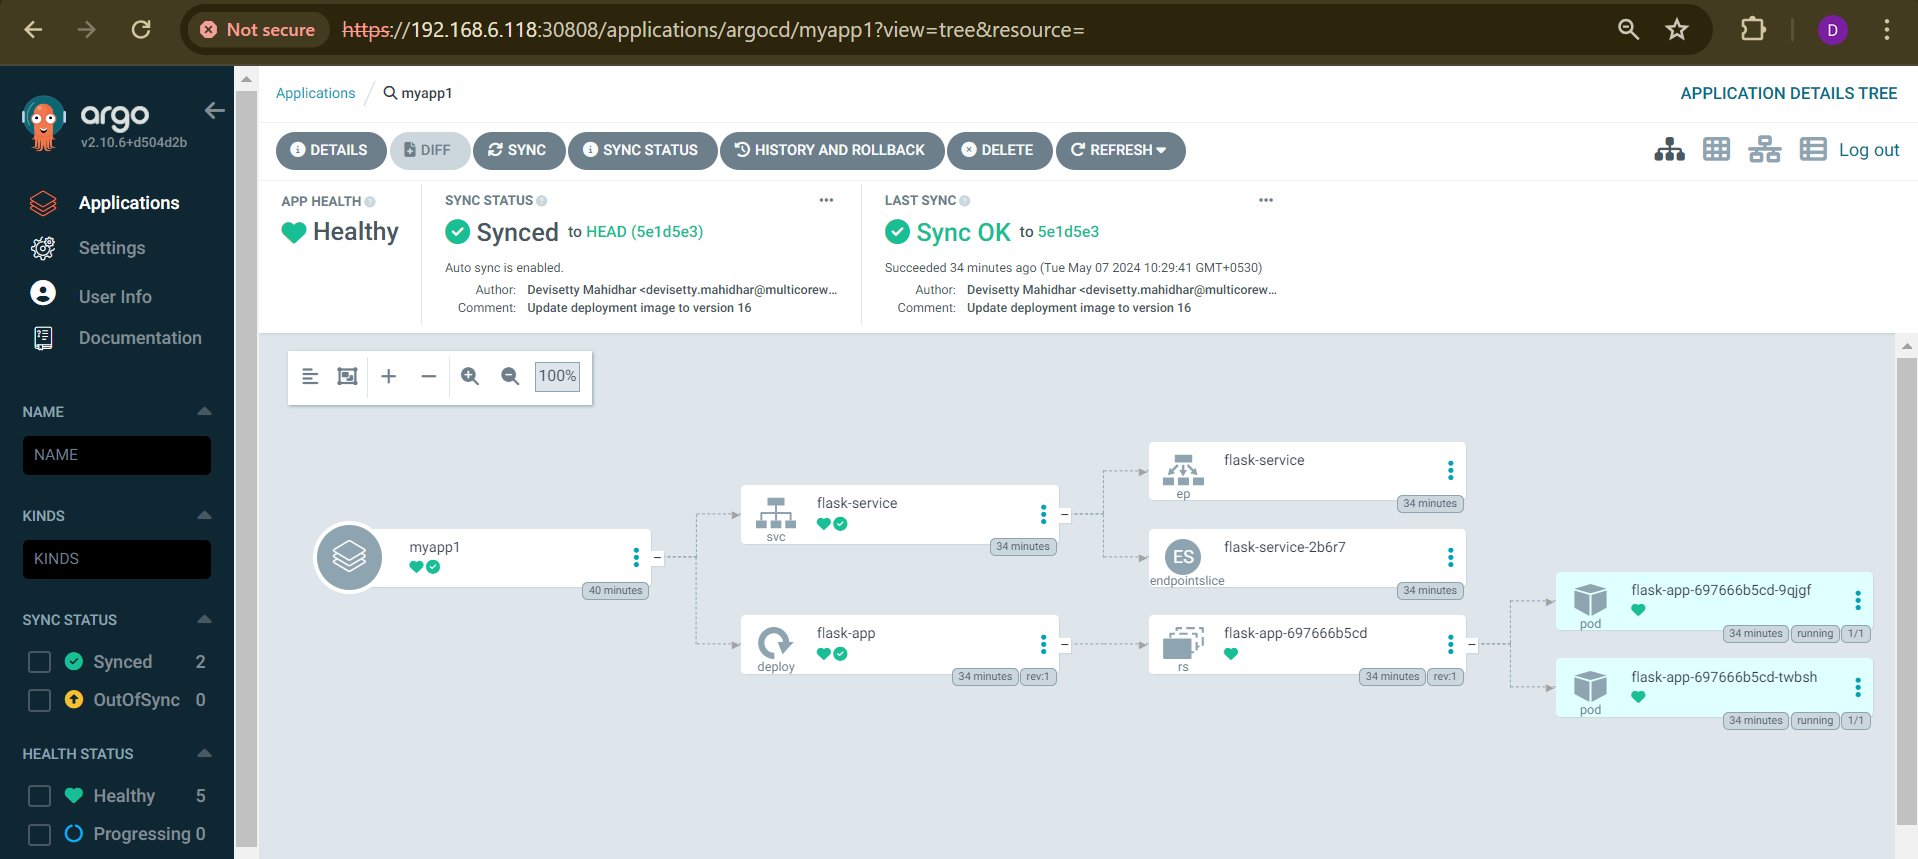 Not secure https://192.168.6.118:30808/applications/argocd/myapp1?view=tree&resource=
D
argo
v2.10.6+d504d2b
Applications
Settings
User Info
Documentation
NAME
NAME
KINDS
KINDS
SYNC STATUS
Synced 2
OutOfSync 0
HEALTH STATUS
Healthy 5
Progressing 0
Applications / myapp1
APPLICATION DETAILS TREE
DETAILS DIFF SYNC SYNC STATUS HISTORY AND ROLLBACK DELETE REFRESH
Log out
APP HEALTH
Healthy
SYNC STATUS
Synced to HEAD (5e1d5e3)
Auto sync is enabled.
Author: Devisetty Mahidhar <devisetty.mahidhar@multicorew...
Comment: Update deployment image to version 16
LAST SYNC
Sync OK to 5e1d5e3
Succeeded 34 minutes ago (Tue May 07 2024 10:29:41 GMT+0530)
Author: Devisetty Mahidhar <devisetty.mahidhar@multicorew...
Comment: Update deployment image to version 16
100%
myapp1
40 minutes
flask-service
svc
34 minutes
flask-app
deploy
34 minutes rev:1
flask-service
ep
34 minutes
ES
flask-service-2b6r7
endpointslice
34 minutes
flask-app-697666b5cd
rs
34 minutes rev:1
flask-app-697666b5cd-9qjgf
pod
34 minutes running 1/1
flask-app-697666b5cd-twbsh
pod
34 minutes running 1/1